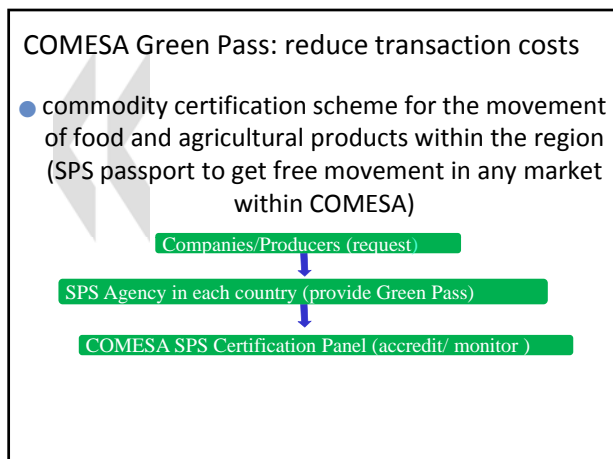 COMESA Green Pass: reduce transaction costs
commodity certification scheme for the movement
of food and agricultural products within the region
(SPS passport to get free movement in any market
within COMESA)
Companies/Producers (request)
SPS Agency in each country (provide Green Pass)
COMESA SPS Certification Panel (accredit/ monitor )